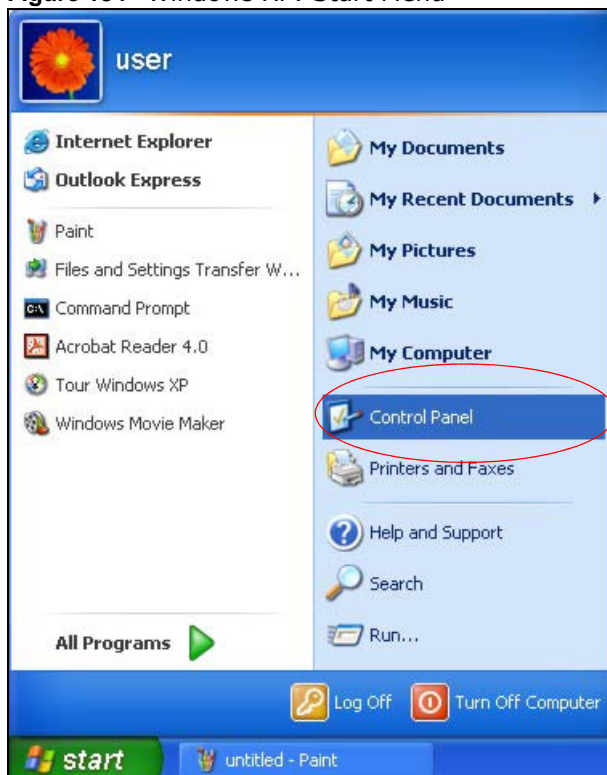 user
Internet Explorer
Outlook Express
Paint
Files and Settings Transfer W...
Command Prompt
Acrobat Reader 4.0
Tour Windows XP
Windows Movie Maker
All Programs
My Documents
My Recent Documents
My Pictures
My Music
My Computer
Control Panel
Printers and Faxes
Help and Support
Search
Run...
Log Off
Turn Off Computer
start
untitled - Paint